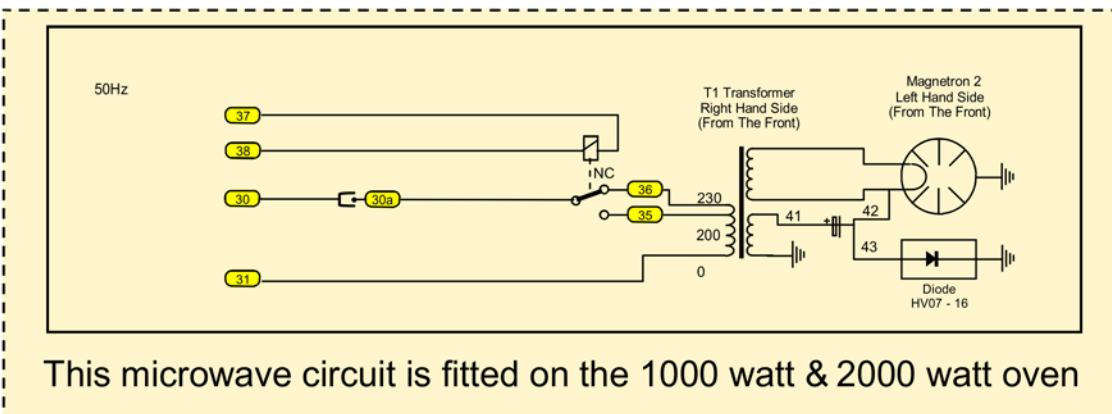 50Hz
T1 Transformer
Right Hand Side
(From The Front)
Magnetron 2
Left Hand Side
(From The Front)
37
38
NC
30
30a
36
35
31
230
200
0
41
+
42
43
Diode
HV07 - 16
This microwave circuit is fitted on the 1000 watt & 2000 watt oven